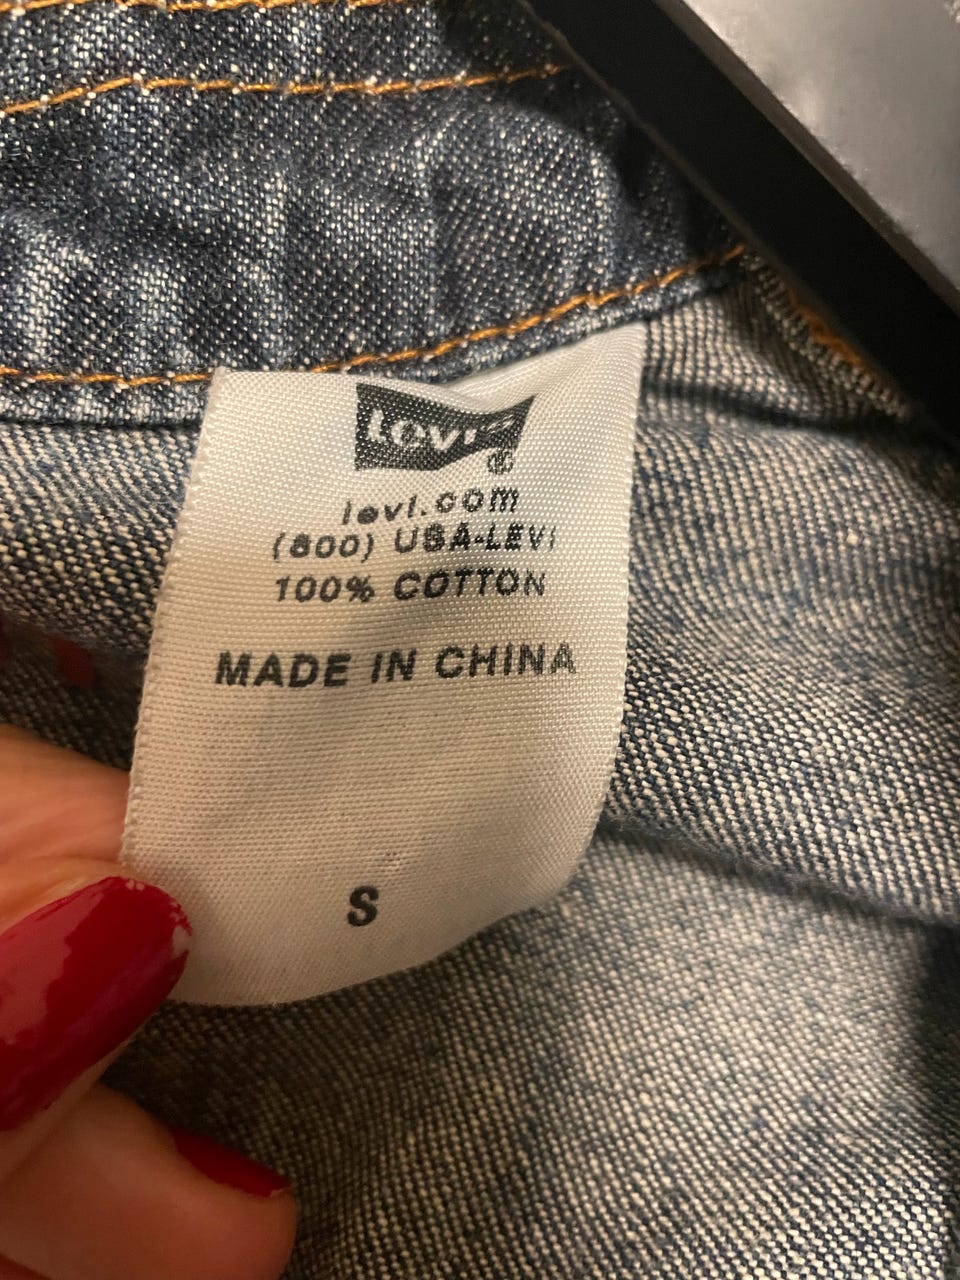 Levi's
®
levi.com
(800) USA-LEVI
100% COTTON
MADE IN CHINA
S